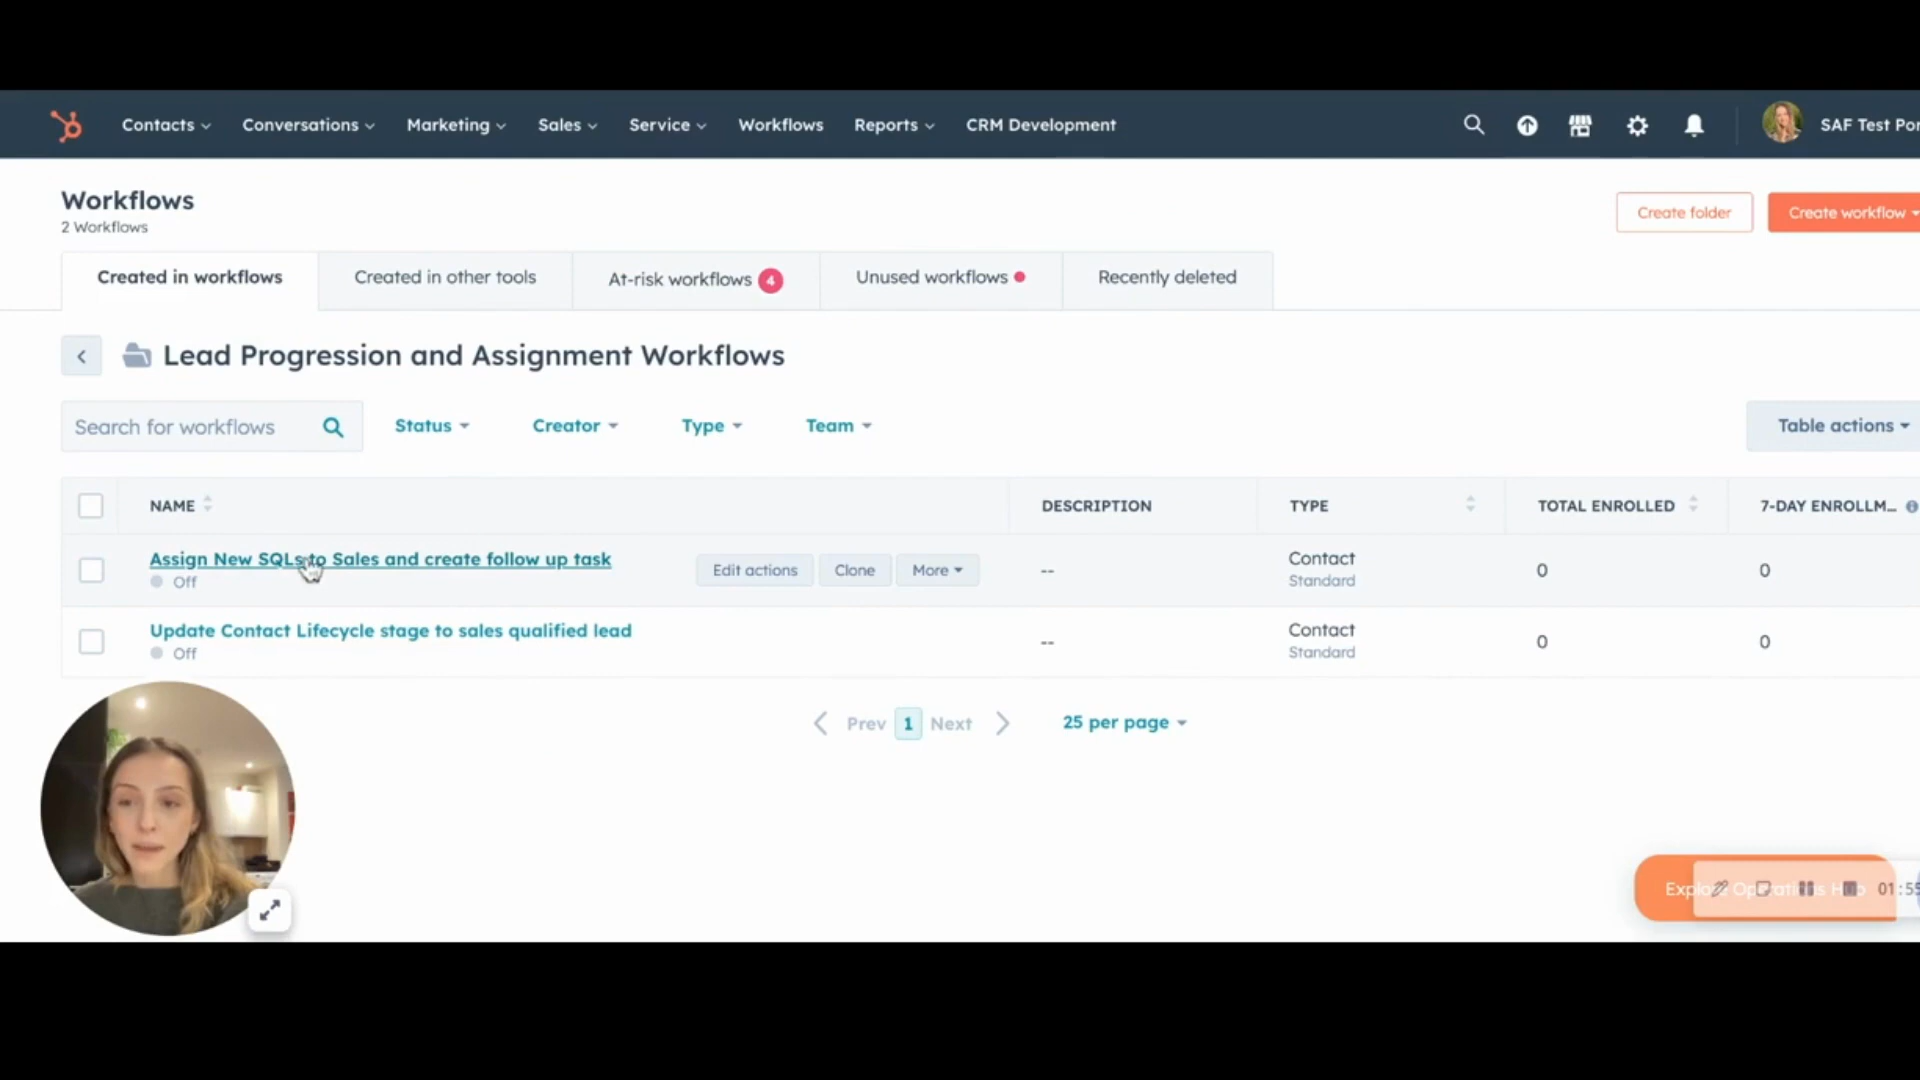 Contacts
Conversations
Marketing
Sales
Service
Workflows
Reports
CRM Development
SAF Test Por
Workflows
2 Workflows
Create folder
Create workflow
Created in workflows
Created in other tools
At-risk workflows 4
Unused workflows
Recently deleted
Lead Progression and Assignment Workflows
Search for workflows
Status
Creator
Type
Team
Table actions
NAME
DESCRIPTION
TYPE
TOTAL ENROLLED
7-DAY ENROLLM...
Assign New SQLs to Sales and create follow up task
Off
Edit actions
Clone
More
--
Contact
Standard
0
0
Update Contact Lifecycle stage to sales qualified lead
Off
--
Contact
Standard
0
0
Prev 1 Next
25 per page
01:55